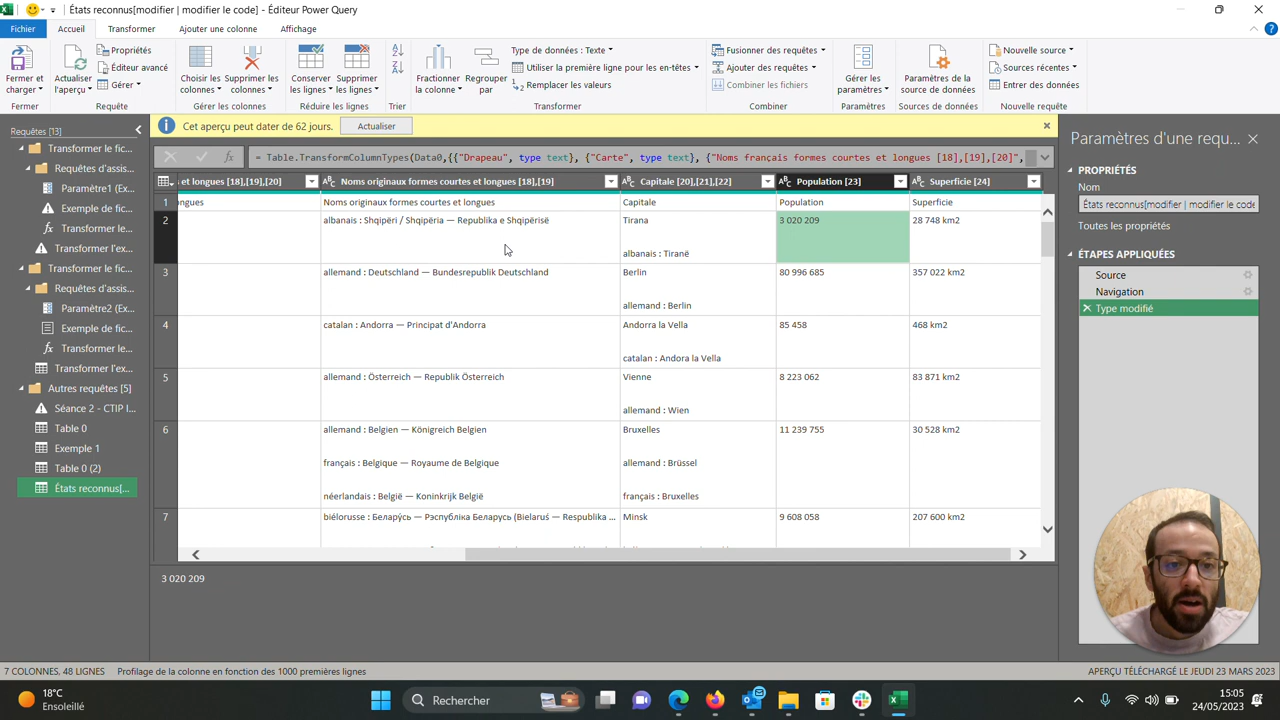 États reconnus[modifier | modifier le code] - Éditeur Power Query
Fichier Accueil Transformer Ajouter une colonne Affichage
Fermer et charger
Fermer
Actualiser l'aperçu
Propriétés
Éditeur avancé
Gérer
Requête
Choisir les colonnes
Supprimer les colonnes
Gérer les colonnes
Conserver les lignes
Supprimer les lignes
Réduire les lignes
Trier
Fractionner la colonne
Regrouper par
Type de données : Texte
Utiliser la première ligne pour les en-têtes
Remplacer les valeurs
Transformer
Fusionner des requêtes
Ajouter des requêtes
Combiner les fichiers
Combiner
Gérer les paramètres
Paramètres
Paramètres de la source de données
Sources de données
Nouvelle source
Sources récentes
Entrer des données
Nouvelle requête
Requêtes [13]
Transformer le fic...
Requêtes d'assis...
Paramètre1 (Ex...
Exemple de fic...
fx Transformer le...
Transformer l'ex...
Transformer le fic...
Requêtes d'assis...
Paramètre2 (Ex...
Exemple de fic...
fx Transformer le...
Transformer l'ex...
Autres requêtes [5]
Séance 2 - CTIP I...
Table 0
Exemple 1
Table 0 (2)
États reconnus[...
Cet aperçu peut dater de 62 jours. Actualiser
fx = Table.TransformColumnTypes(Data0,{{"Drapeau", type text}, {"Carte", type text}, {"Noms français formes courtes et longues [18],[19],[20]",
s et longues [18],[19],[20] Noms originaux formes courtes et longues [18],[19] Capitale [20],[21],[22] Population [23] Superficie [24]
1 ongues Noms originaux formes courtes et longues Capitale Population Superficie
2 albanais : Shqipëri / Shqipëria — Republika e Shqipërisë Tirana 3 020 209 28 748 km2
albanais : Tiranë
3 allemand : Deutschland — Bundesrepublik Deutschland Berlin 80 996 685 357 022 km2
allemand : Berlin
4 catalan : Andorra — Principat d'Andorra Andorra la Vella 85 458 468 km2
catalan : Andora la Vella
5 allemand : Österreich — Republik Österreich Vienne 8 223 062 83 871 km2
allemand : Wien
6 allemand : Belgien — Königreich Belgien Bruxelles 11 239 755 30 528 km2
français : Belgique — Royaume de Belgique allemand : Brüssel
néerlandais : België — Koninkrijk België français : Bruxelles
7 biélorusse : Белару́сь — Рэспубліка Беларусь (Bielaruś — Respublika ... Minsk 9 608 058 207 600 km2
3 020 209
Paramètres d'une requ...
PROPRIÉTÉS
Nom
États reconnus[modifier | modifier le code
Toutes les propriétés
ÉTAPES APPLIQUÉES
Source
Navigation
Type modifié
7 COLONNES, 48 LIGNES Profilage de la colonne en fonction des 1000 premières lignes APERÇU TÉLÉCHARGÉ LE JEUDI 23 MARS 2023
18°C
Ensoleillé
Rechercher
15:05
24/05/2023